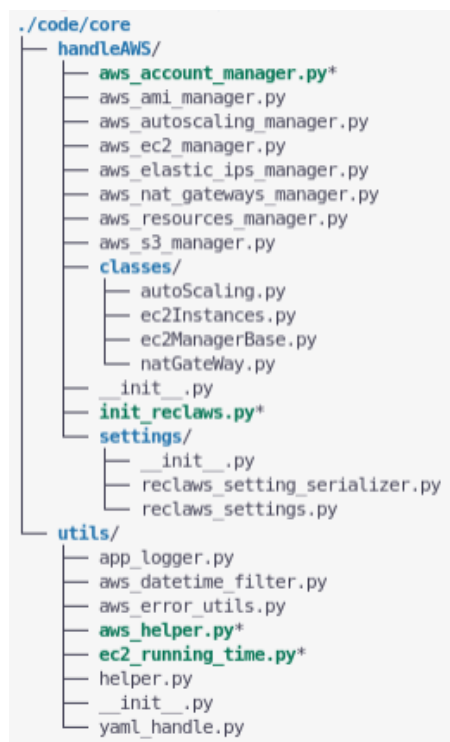 ./code/core
├── handleAWS/
│   ├── aws_account_manager.py*
│   ├── aws_ami_manager.py
│   ├── aws_autoscaling_manager.py
│   ├── aws_ec2_manager.py
│   ├── aws_elastic_ips_manager.py
│   ├── aws_nat_gateways_manager.py
│   ├── aws_resources_manager.py
│   ├── aws_s3_manager.py
│   ├── classes/
│   │   ├── autoScaling.py
│   │   ├── ec2Instances.py
│   │   ├── ec2ManagerBase.py
│   │   └── natGateWay.py
│   ├── __init__.py
│   ├── init_reclaws.py*
│   └── settings/
│       ├── __init__.py
│       ├── reclaws_setting_serializer.py
│       └── reclaws_settings.py
└── utils/
    ├── app_logger.py
    ├── aws_datetime_filter.py
    ├── aws_error_utils.py
    ├── aws_helper.py*
    ├── ec2_running_time.py*
    ├── helper.py
    ├── __init__.py
    └── yaml_handle.py